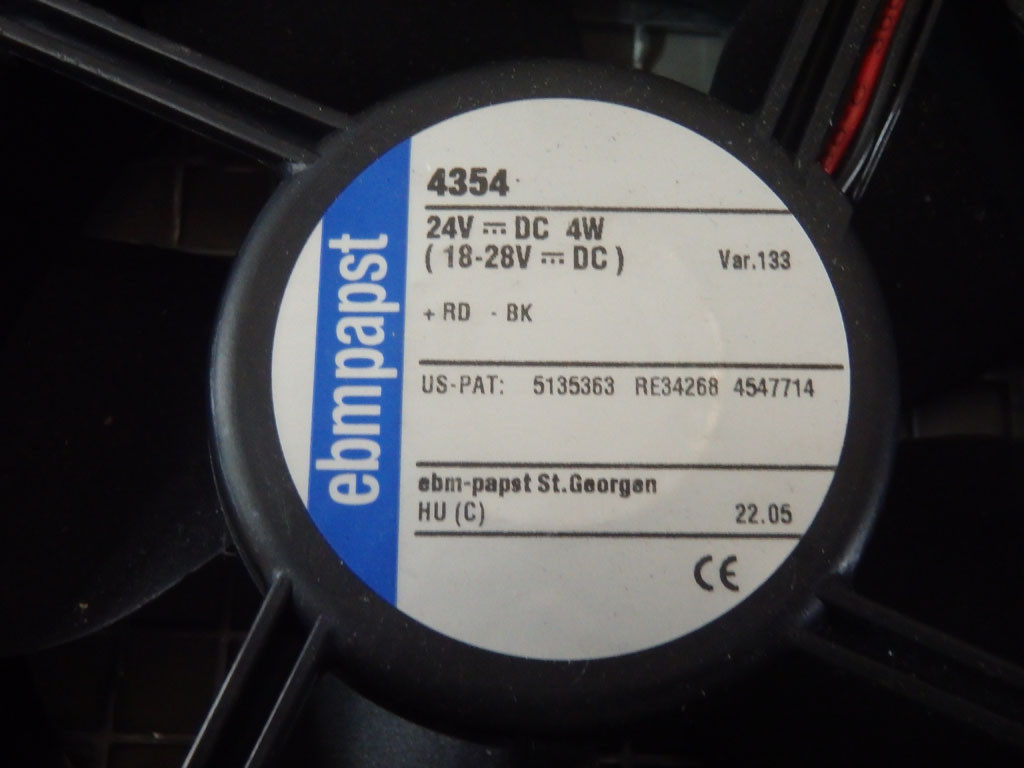 ebmpapst
4354
24V ⎓ DC 4W
( 18-28V ⎓ DC ) Var.133
+ RD - BK
US-PAT: 5135363 RE34268 4547714
ebm-papst St.Georgen
HU (C) 22.05
CE